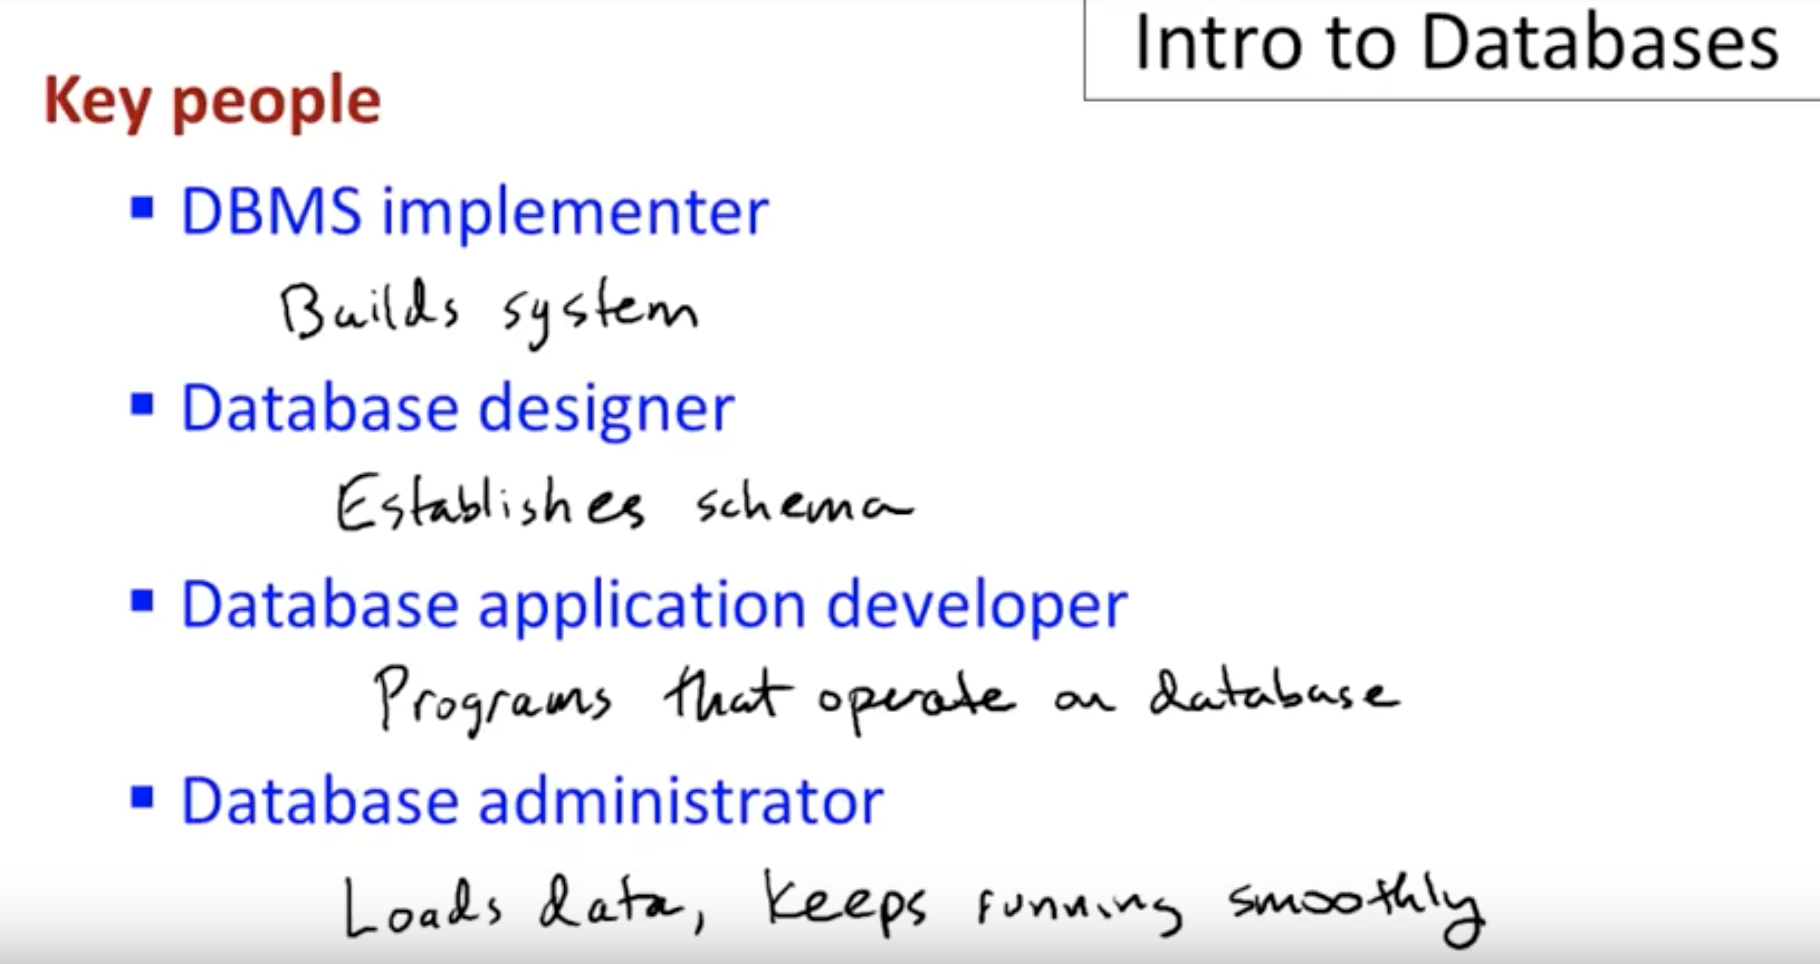 Intro to Databases
Key people
▪ DBMS implementer
Builds system
▪ Database designer
Establishes schema
▪ Database application developer
Programs that operate on database
▪ Database administrator
Loads data, keeps running smoothly